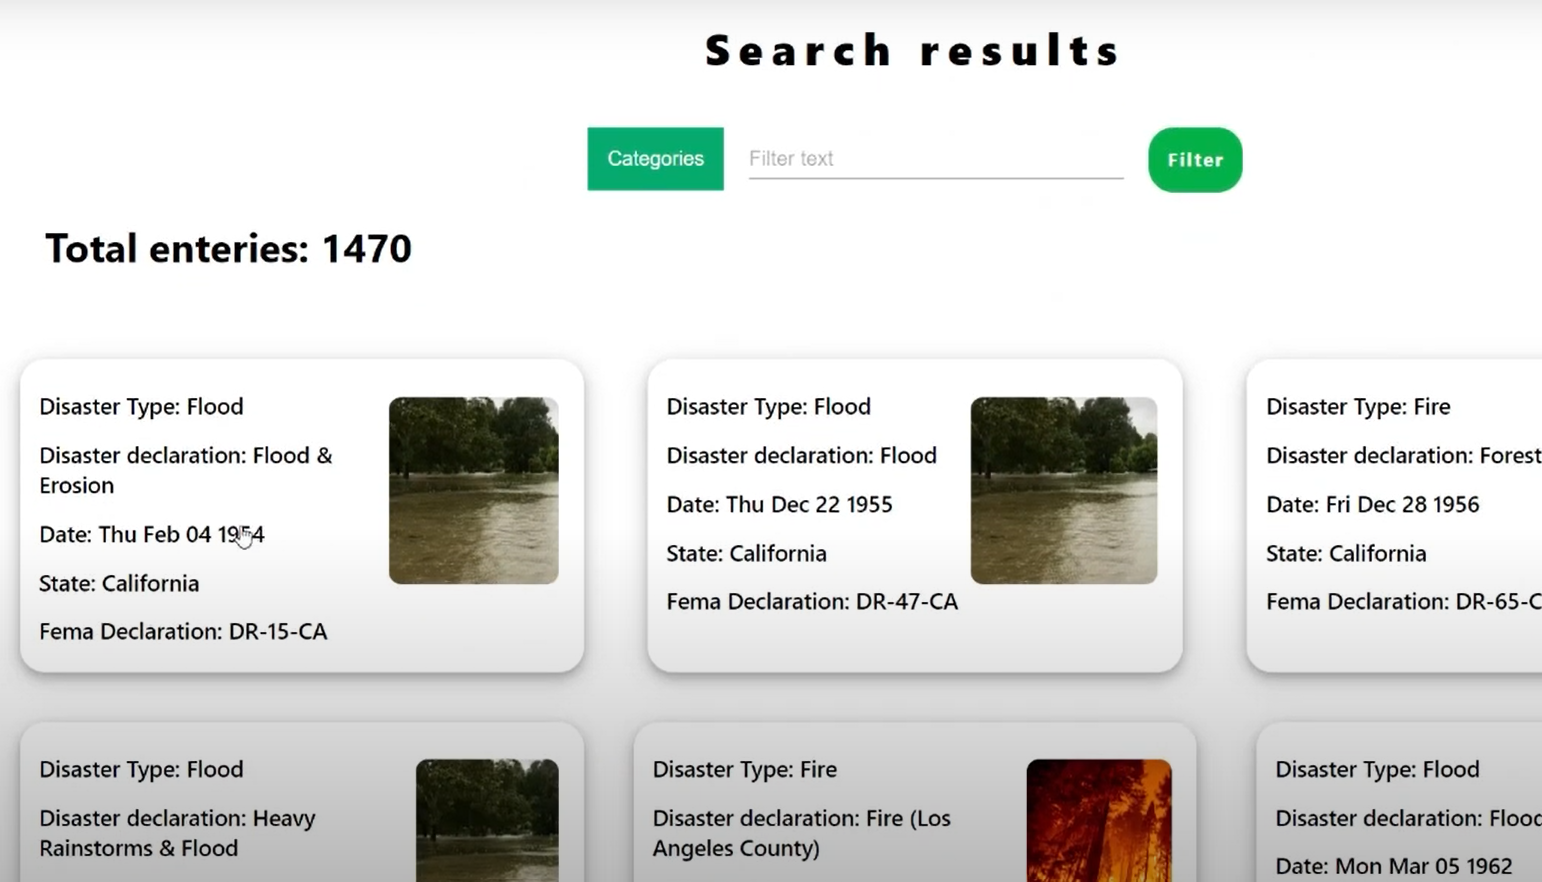 Search results
Categories
Filter text
Filter
Total enteries: 1470
Disaster Type: Flood
Disaster declaration: Flood &
Erosion
Date: Thu Feb 04 1954
State: California
Fema Declaration: DR-15-CA
Disaster Type: Flood
Disaster declaration: Flood
Date: Thu Dec 22 1955
State: California
Fema Declaration: DR-47-CA
Disaster Type: Fire
Disaster declaration: Forest
Date: Fri Dec 28 1956
State: California
Fema Declaration: DR-65-C
Disaster Type: Flood
Disaster declaration: Heavy
Rainstorms & Flood
Disaster Type: Fire
Disaster declaration: Fire (Los
Angeles County)
Disaster Type: Flood
Disaster declaration: Flood
Date: Mon Mar 05 1962